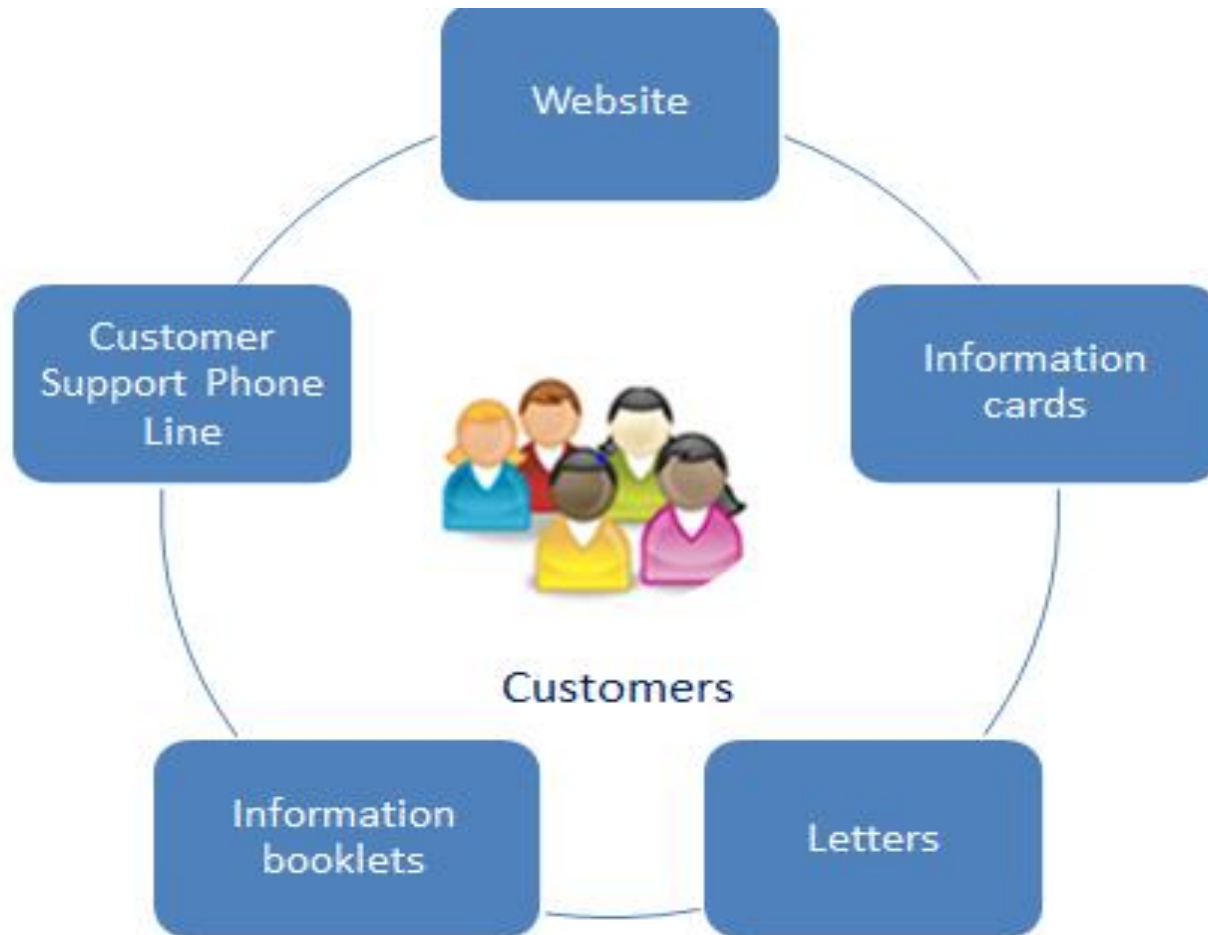 Website
Customer
Support Phone
Line
Information
cards
Customers
Information
booklets
Letters